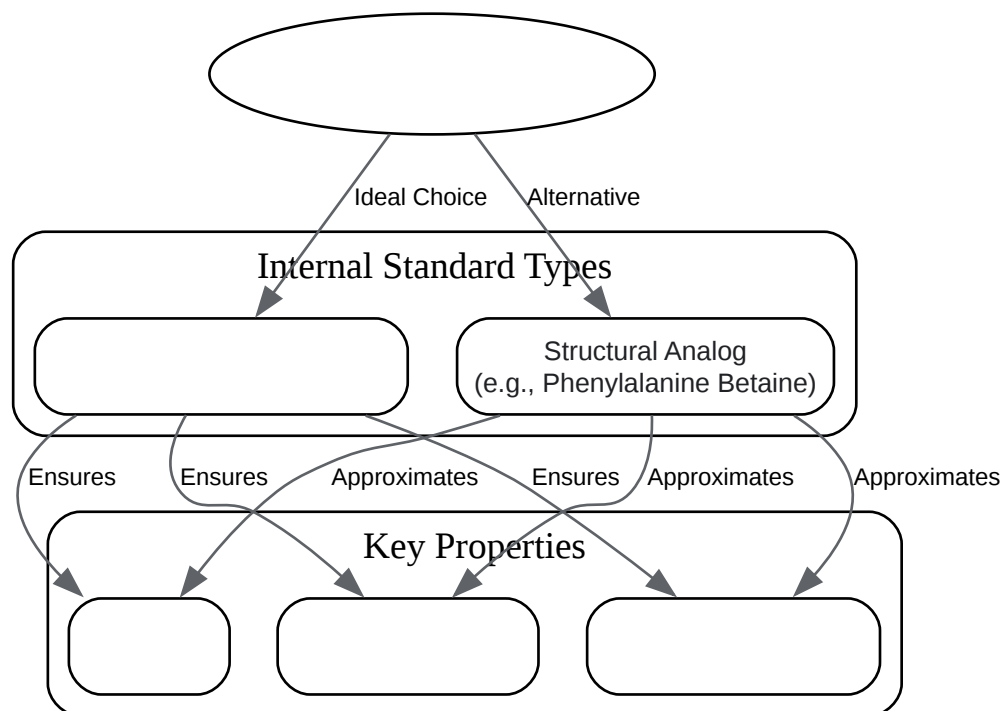 Ideal Choice
Alternative
Internal Standard Types
Structural Analog
(e.g., Phenylalanine Betaine)
Ensures
Ensures
Approximates
Ensures
Approximates
Approximates
Key Properties